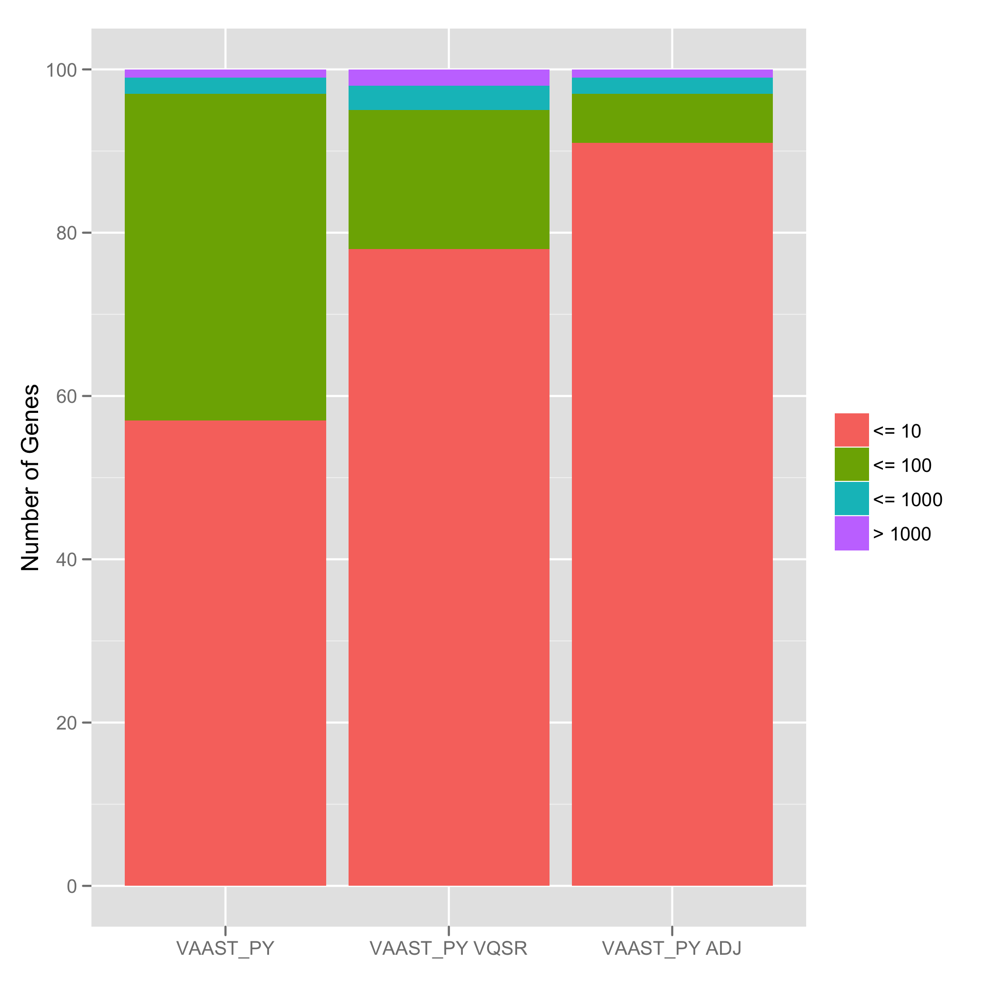 Number of Genes
100
80
60
40
20
0
VAAST_PY
VAAST_PY VQSR
VAAST_PY ADJ
<= 10
<= 100
<= 1000
> 1000